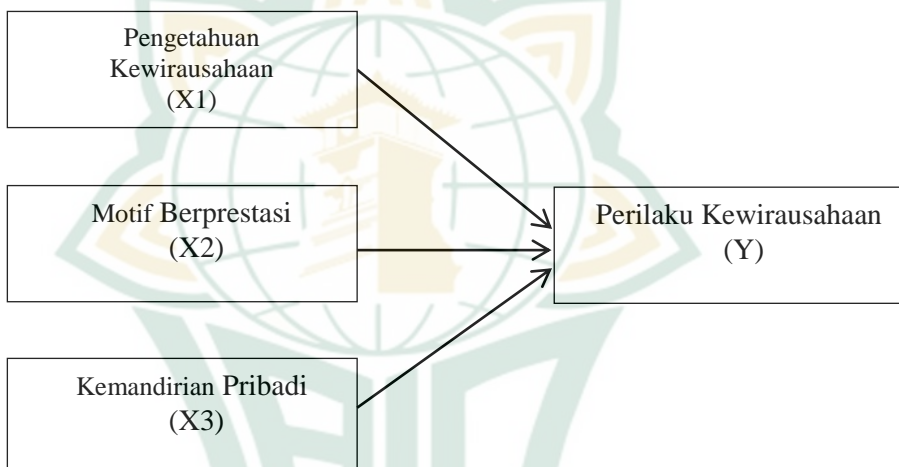 Pengetahuan
Kewirausahaan
(X1)
Motif Berprestasi
(X2)
Perilaku Kewirausahaan
(Y)
Kemandirian Pribadi
(X3)